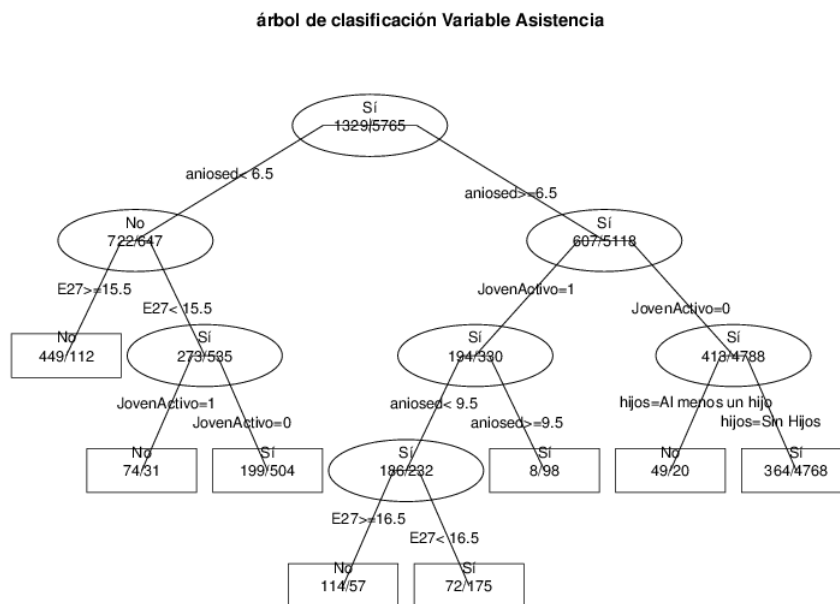 árbol de clasificación Variable Asistencia
Sí
1329/5765
aniosed< 6.5
aniosed>=6.5
No
722/647
Sí
607/5118
E27>=15.5
E27< 15.5
JovenActivo=1
JovenActivo=0
No
449/112
Sí
273/535
Sí
194/330
Sí
413/4788
JovenActivo=1
JovenActivo=0
aniosed< 9.5
aniosed>=9.5
hijos=Al menos un hijo
hijos=Sin Hijos
No
74/31
Sí
199/504
Sí
186/232
Sí
8/98
No
49/20
Sí
364/4768
E27>=16.5
E27< 16.5
No
114/57
Sí
72/175